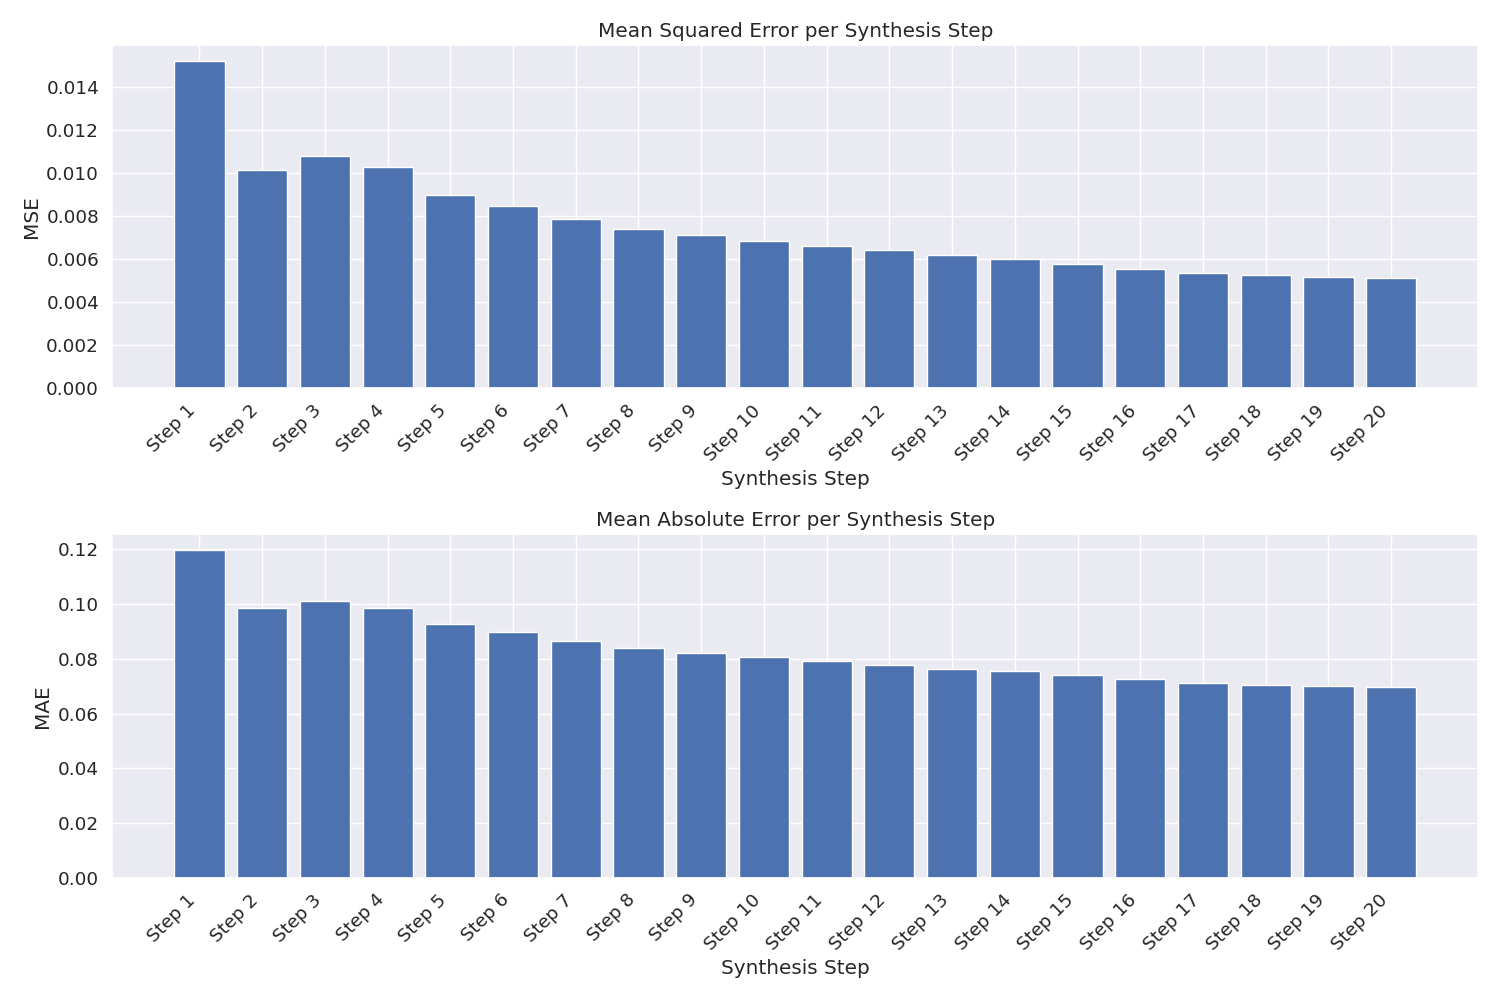 Mean Squared Error per Synthesis Step
MSE
0.014
0.012
0.010
0.008
0.006
0.004
0.002
0.000
Step 1
Step 2
Step 3
Step 4
Step 5
Step 6
Step 7
Step 8
Step 9
Step 10
Step 11
Step 12
Step 13
Step 14
Step 15
Step 16
Step 17
Step 18
Step 19
Step 20
Synthesis Step
Mean Absolute Error per Synthesis Step
MAE
0.12
0.10
0.08
0.06
0.04
0.02
0.00
Step 1
Step 2
Step 3
Step 4
Step 5
Step 6
Step 7
Step 8
Step 9
Step 10
Step 11
Step 12
Step 13
Step 14
Step 15
Step 16
Step 17
Step 18
Step 19
Step 20
Synthesis Step